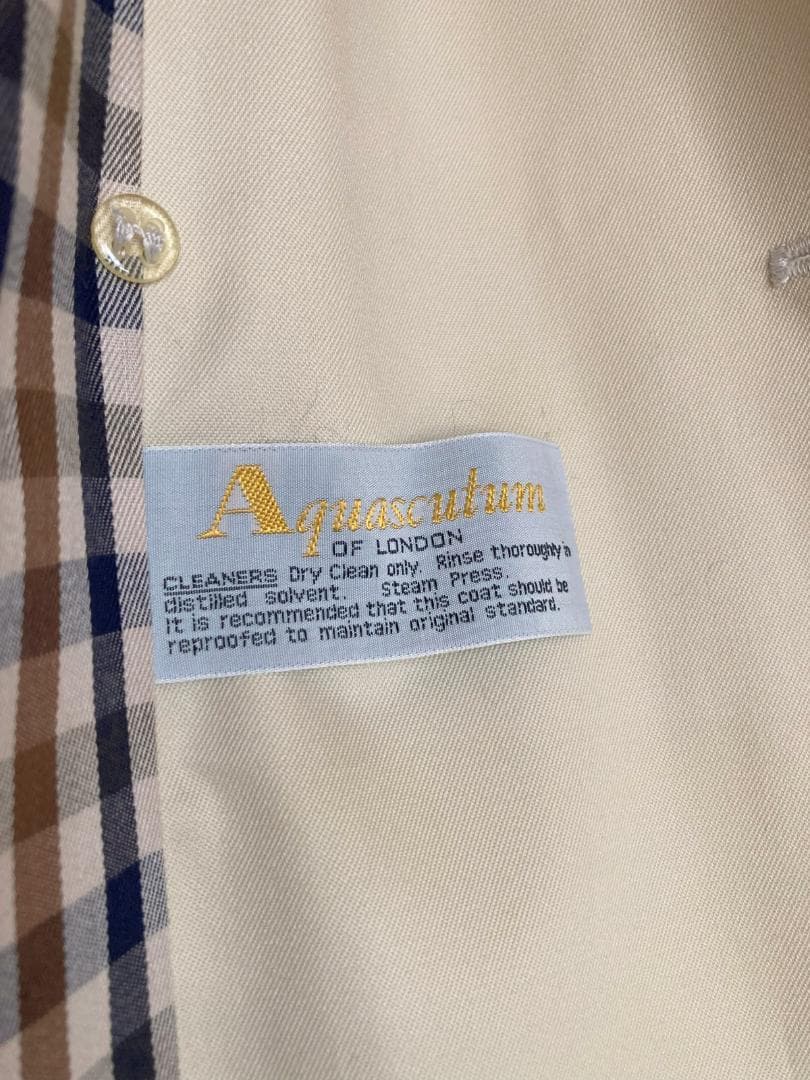 Aquascutum
OF LONDON
CLEANERS Dry Clean only. Rinse thoroughly in
distilled solvent. Steam Press.
It is recommended that this coat should be
reproofed to maintain original standard.